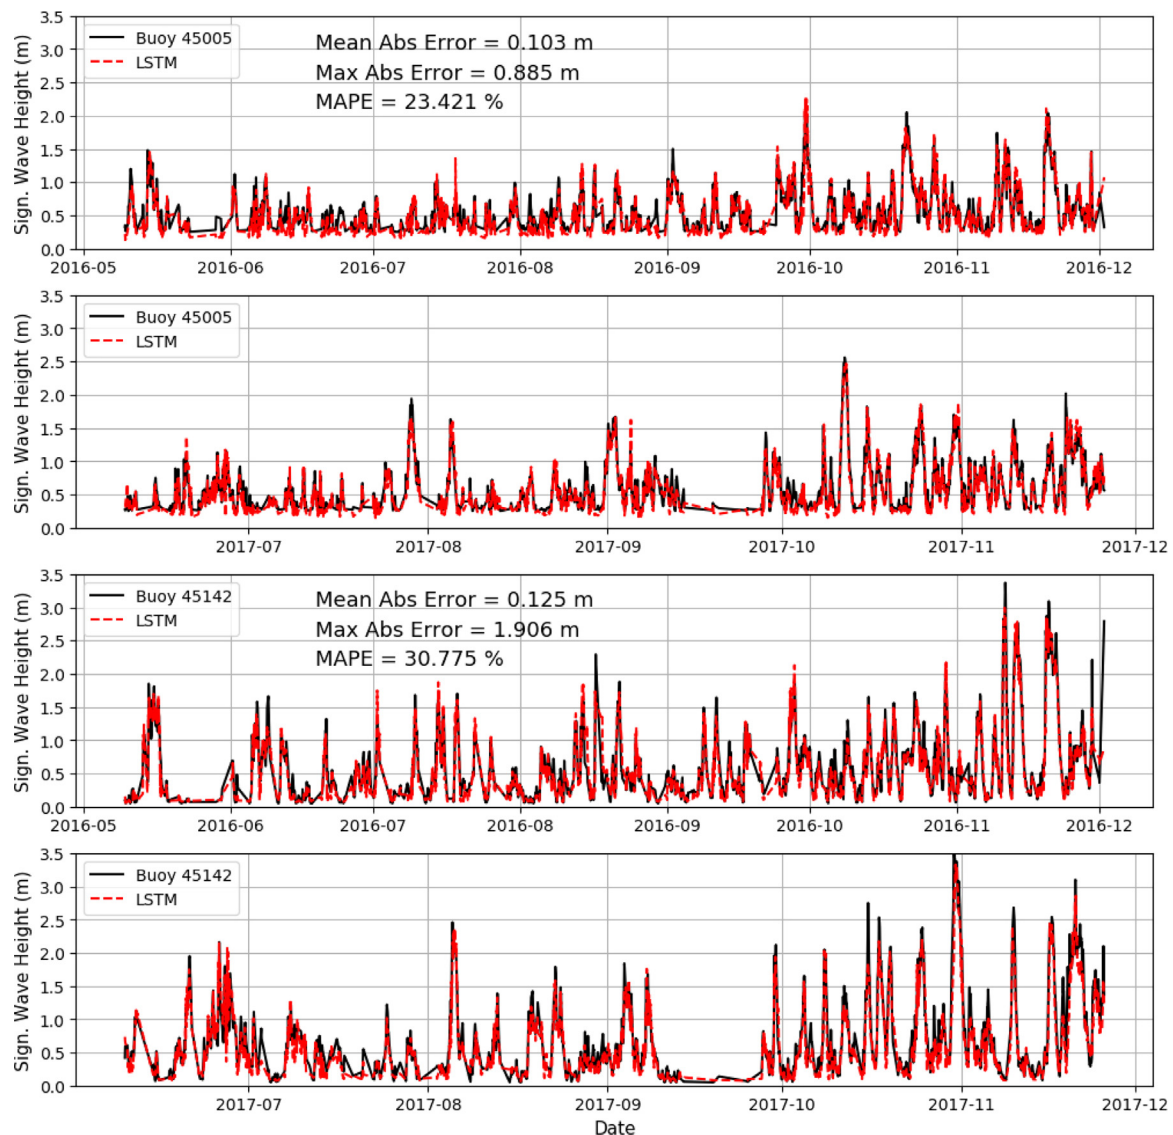 3.5
3.0
2.5
2.0
1.5
1.0
0.5
0.0
Sign. Wave Height (m)
Buoy 45005
LSTM
Mean Abs Error = 0.103 m
Max Abs Error = 0.885 m
MAPE = 23.421 %
2016-05 2016-06 2016-07 2016-08 2016-09 2016-10 2016-11 2016-12
3.5
3.0
2.5
2.0
1.5
1.0
0.5
0.0
Sign. Wave Height (m)
Buoy 45005
LSTM
2017-07 2017-08 2017-09 2017-10 2017-11 2017-12
3.5
3.0
2.5
2.0
1.5
1.0
0.5
0.0
Sign. Wave Height (m)
Buoy 45142
LSTM
Mean Abs Error = 0.125 m
Max Abs Error = 1.906 m
MAPE = 30.775 %
2016-05 2016-06 2016-07 2016-08 2016-09 2016-10 2016-11 2016-12
3.5
3.0
2.5
2.0
1.5
1.0
0.5
0.0
Sign. Wave Height (m)
Buoy 45142
LSTM
2017-07 2017-08 2017-09 2017-10 2017-11 2017-12
Date